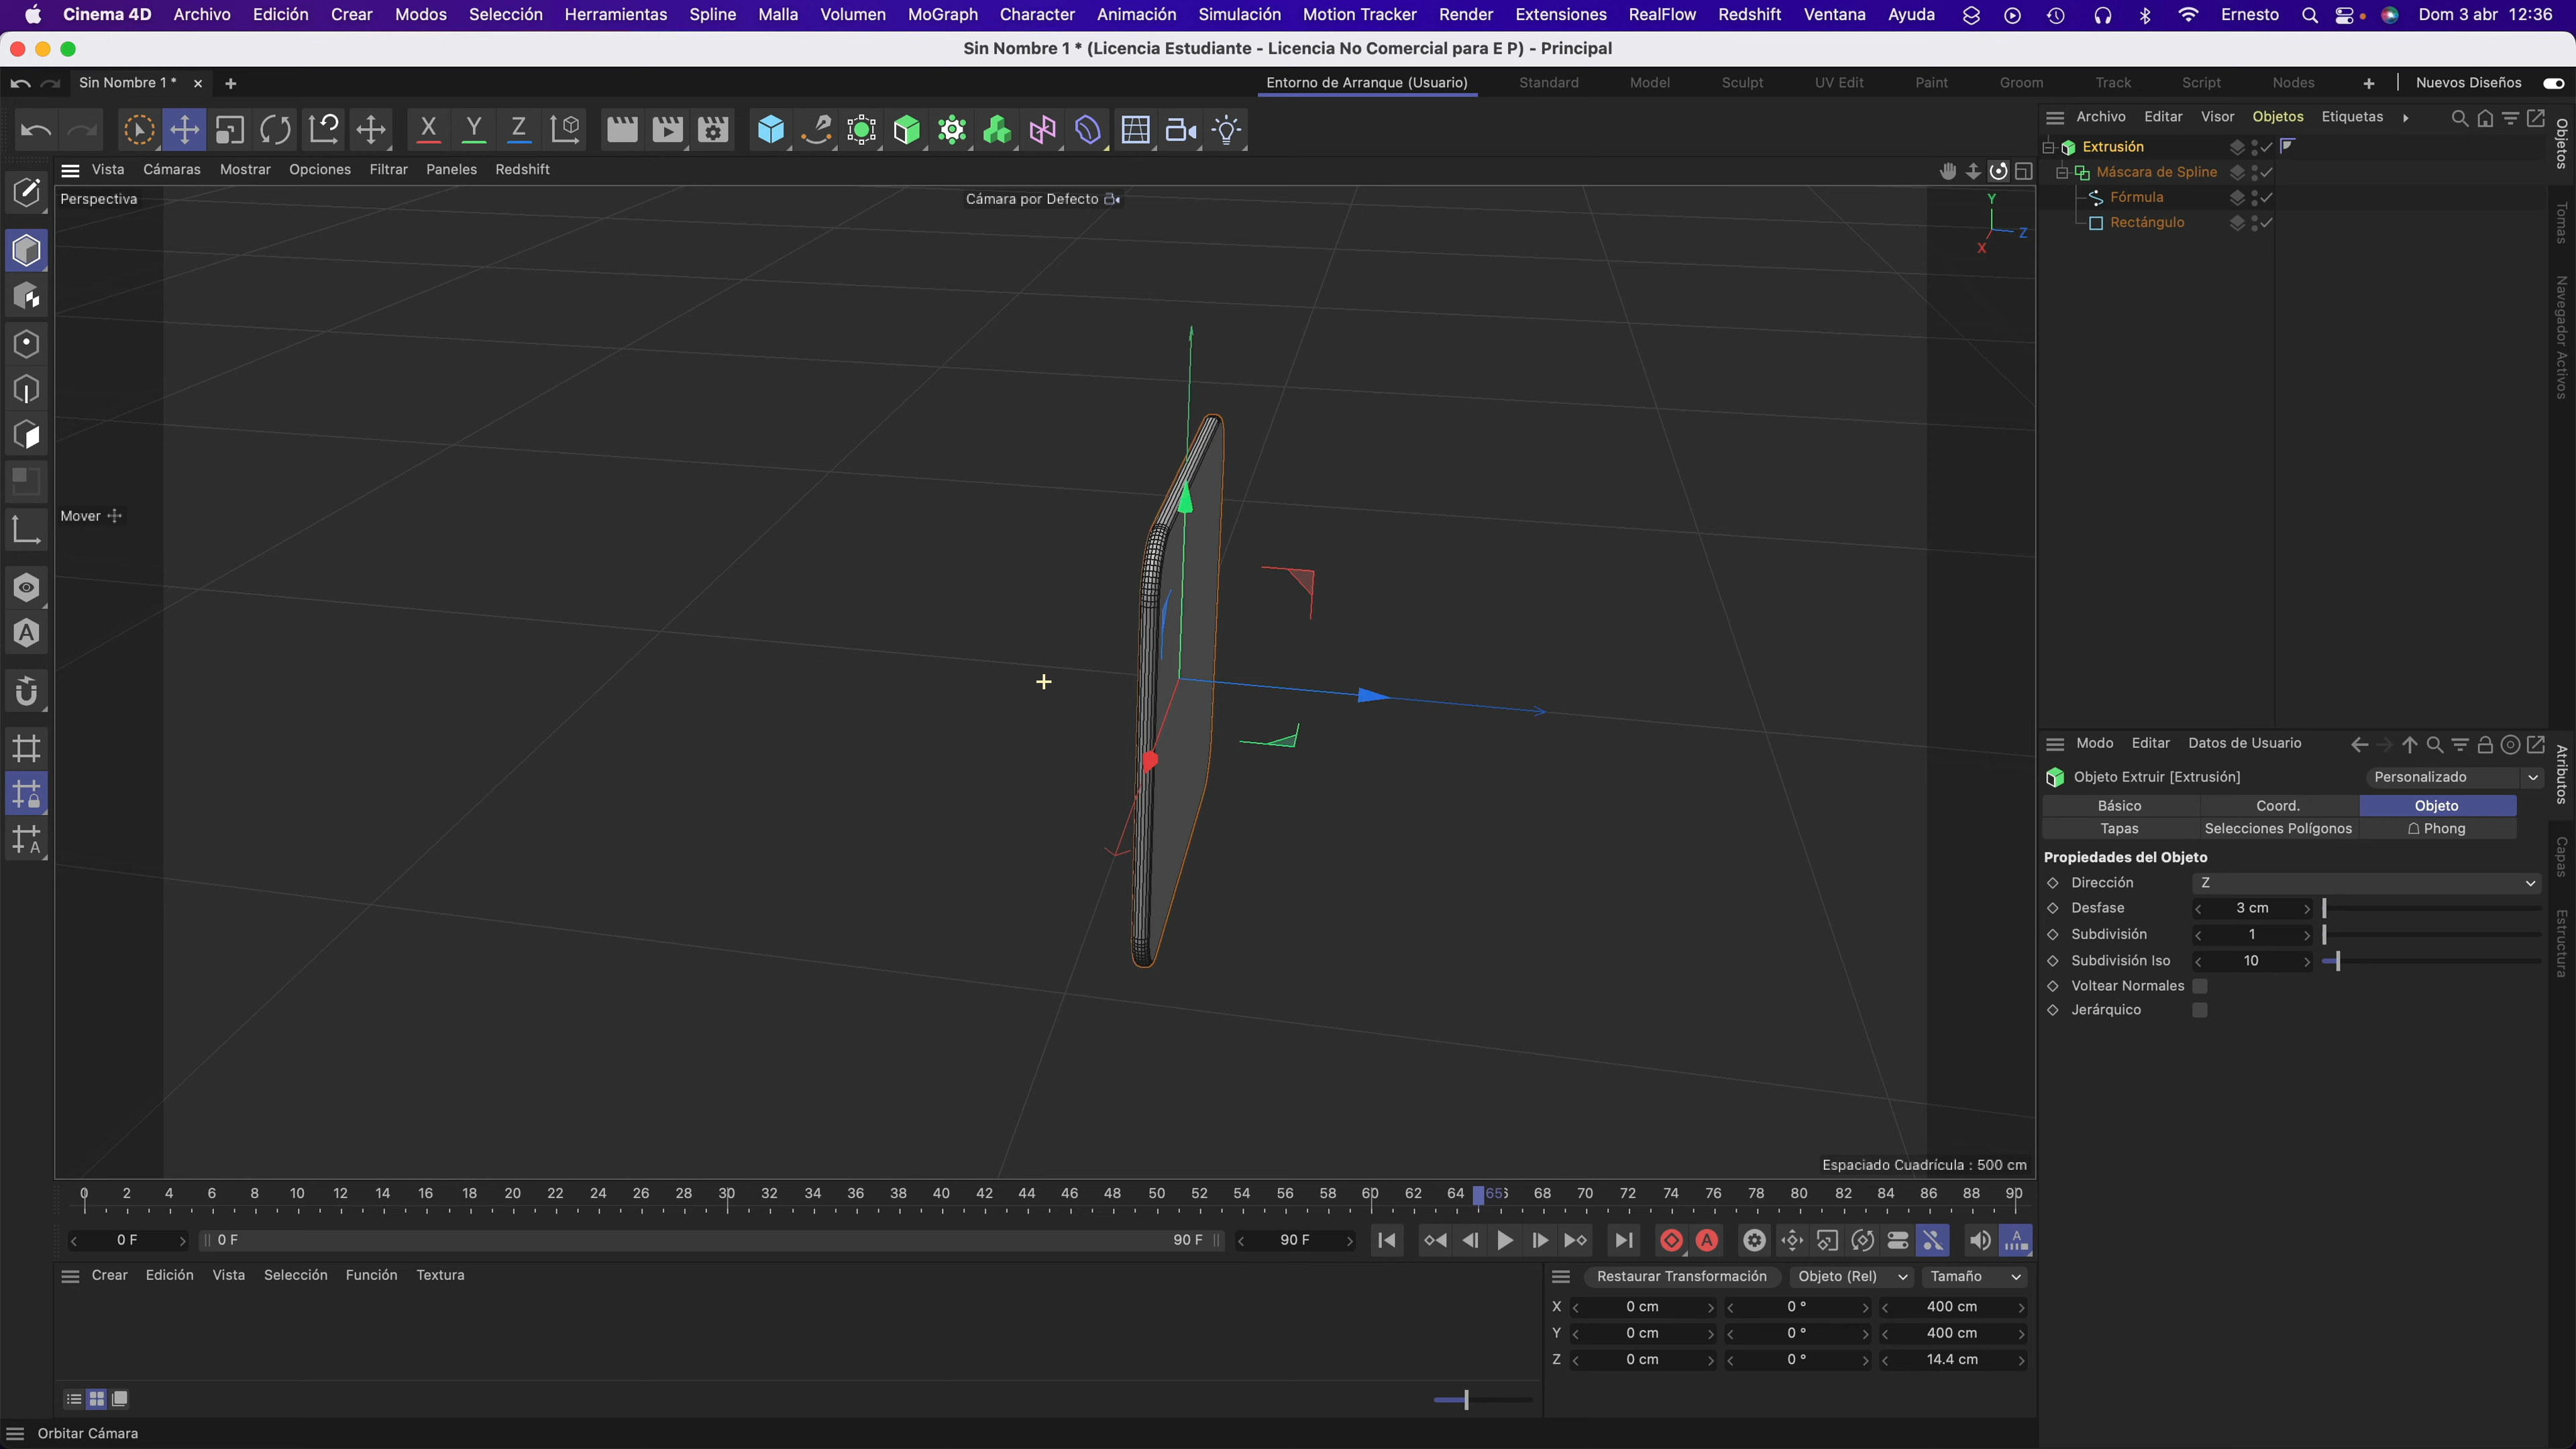 Cinema 4D Archivo Edición Crear Modos Selección Herramientas Spline Malla Volumen MoGraph Character Animación Simulación Motion Tracker Render Extensiones RealFlow Redshift Ventana Ayuda Ernesto Dom 3 abr 12:36
Sin Nombre 1 * (Licencia Estudiante - Licencia No Comercial para E P) - Principal
Sin Nombre 1 * Entorno de Arranque (Usuario) Standard Model Sculpt UV Edit Paint Groom Track Script Nodes Nuevos Diseños
X Y Z
Archivo Editar Visor Objetos Etiquetas
Vista Cámaras Mostrar Opciones Filtrar Paneles Redshift
Perspectiva
Cámara por Defecto
Y
Z
X
Mover
Espaciado Cuadrícula : 500 cm
Extrusión
Máscara de Spline
Fórmula
Rectángulo
Objetos
Tomas
Navegador Activos
Modo Editar Datos de Usuario
Objeto Extruir [Extrusión] Personalizado
Básico Coord. Objeto
Tapas Selecciones Polígonos Phong
Propiedades del Objeto
Dirección Z
Desfase 3 cm
Subdivisión 1
Subdivisión Iso 10
Voltear Normales
Jerárquico
Atributos
Capas
Estructura
0 2 4 6 8 10 12 14 16 18 20 22 24 26 28 30 32 34 36 38 40 42 44 46 48 50 52 54 56 58 60 62 64 65 68 70 72 74 76 78 80 82 84 86 88 90
0 F 0 F 90 F 90 F
Crear Edición Vista Selección Función Textura
Restaurar Transformación Objeto (Rel) Tamaño
X 0 cm 0 ° 400 cm
Y 0 cm 0 ° 400 cm
Z 0 cm 0 ° 14.4 cm
Orbitar Cámara